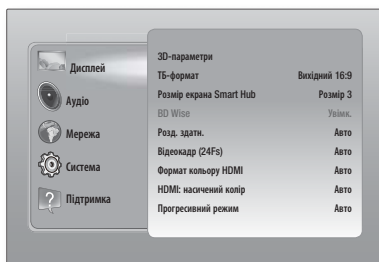 Дисплей
Аудіо
Мережа
Система
Підтримка
3D-параметри
ТБ-формат Вихідний 16:9
Розмір екрана Smart Hub Розмір 3
BD Wise Увімк.
Розд. здатн. Авто
Відеокадр (24Fs) Авто
Формат кольору HDMI Авто
HDMI: насичений колір Авто
Прогресивний режим Авто